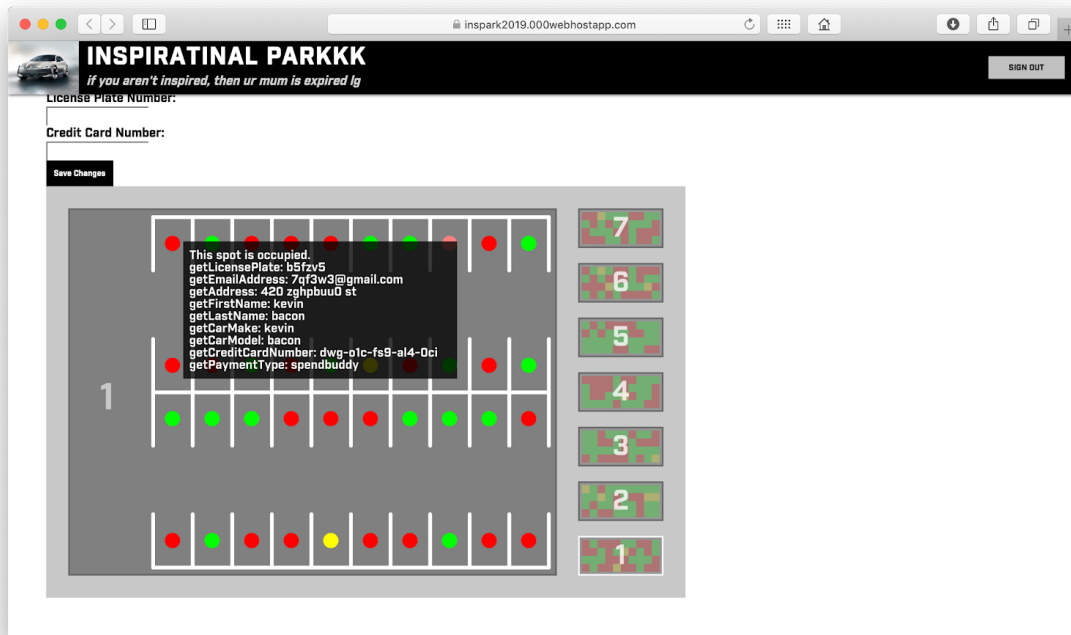 inspark2019.000webhostapp.com
INSPIRATINAL PARKKK
if you aren't inspired, then ur mum is expired lg
SIGN OUT
License Plate Number:
Credit Card Number:
Save Changes
This spot is occupied.
getLicensePlate: b5fzv5
getEmailAddress: 7qf3w3@gmail.com
getAddress: 420 zghpbuu0 st
getFirstName: kevin
getLastName: bacon
getCarMake: kevin
getCarModel: bacon
getCreditCardNumber: dwg-o1c-fs9-al4-0ci
getPaymentType: spendbuddy
1
7
6
5
4
3
2
1